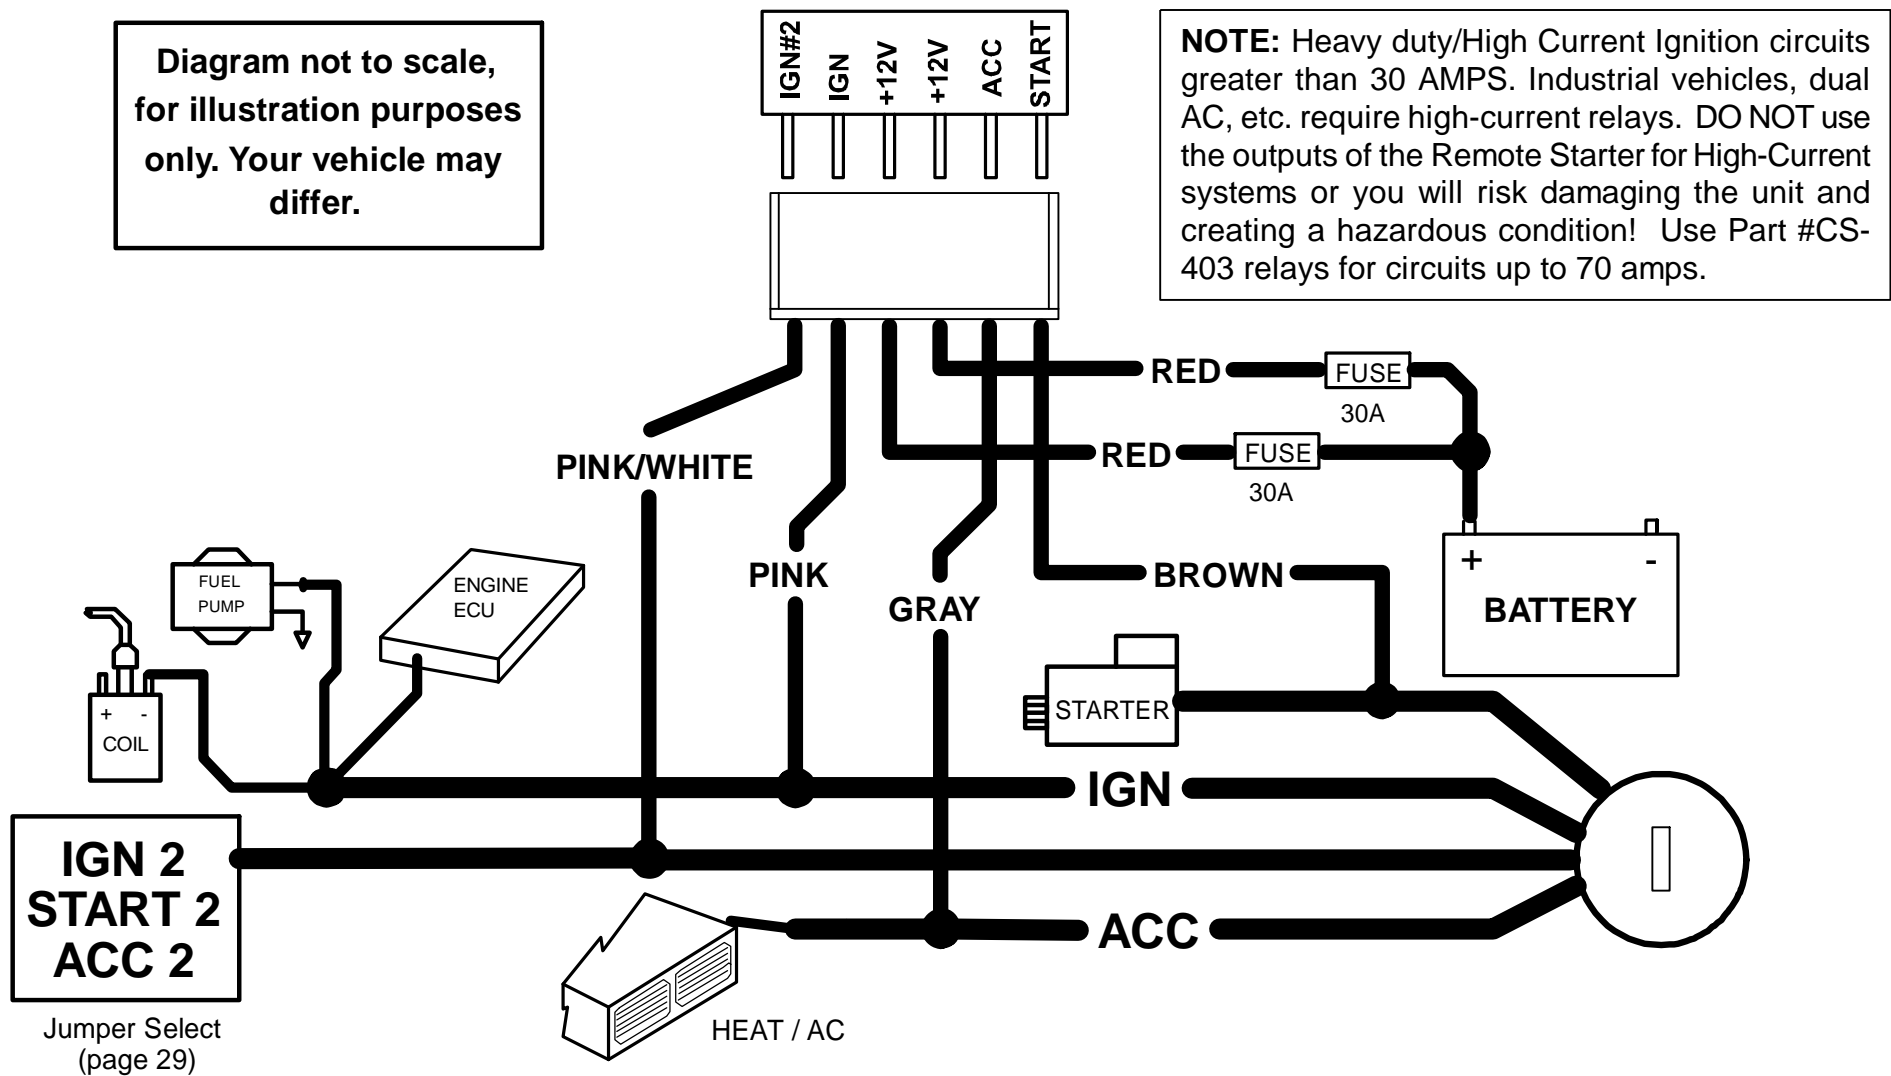 Diagram not to scale,
for illustration purposes
only. Your vehicle may
differ.
IGN#2
IGN
+12V
+12V
ACC
START
NOTE: Heavy duty/High Current Ignition circuits
greater than 30 AMPS. Industrial vehicles, dual
AC, etc. require high-current relays. DO NOT use
the outputs of the Remote Starter for High-Current
systems or you will risk damaging the unit and
creating a hazardous condition! Use Part #CS-
403 relays for circuits up to 70 amps.
RED
FUSE
30A
RED
FUSE
30A
PINK/WHITE
PINK
GRAY
BROWN
+ -
BATTERY
FUEL
PUMP
ENGINE
ECU
+ -
COIL
STARTER
IGN
IGN 2
START 2
ACC 2
Jumper Select
(page 29)
ACC
HEAT / AC